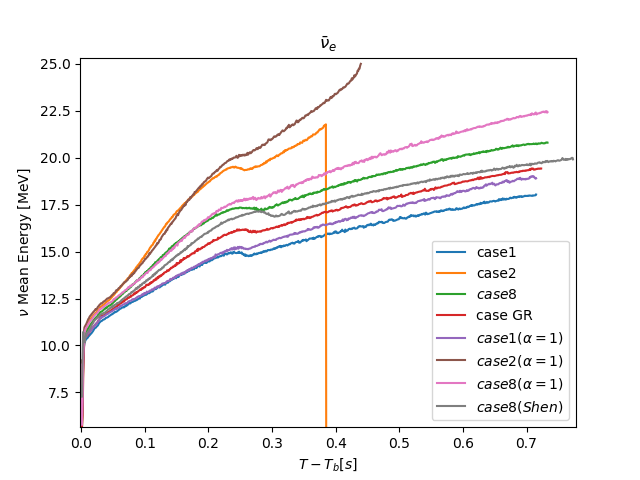 ν̄ₑ
ν Mean Energy [MeV]
25.0
22.5
20.0
17.5
15.0
12.5
10.0
7.5
0.0 0.1 0.2 0.3 0.4 0.5 0.6 0.7
T − T_b[s]
case1
case2
case8
case GR
case1(α = 1)
case2(α = 1)
case8(α = 1)
case8(Shen)